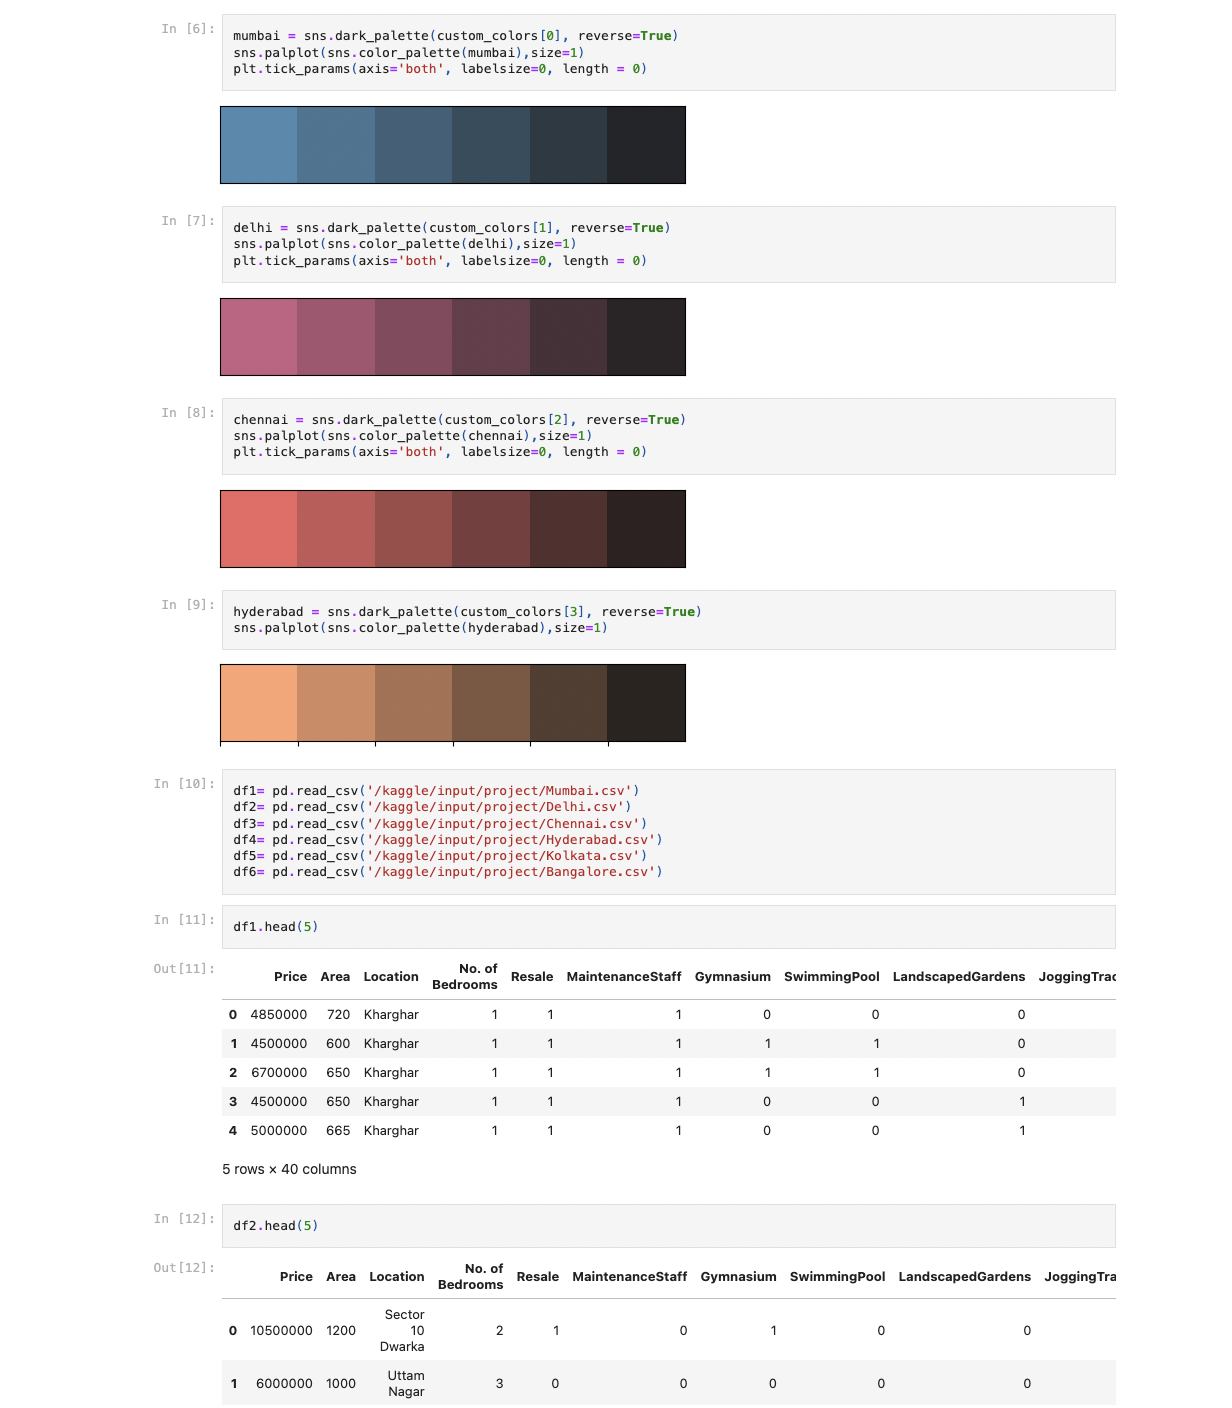 In [6]:
mumbai = sns.dark_palette(custom_colors[0], reverse=True)
sns.palplot(sns.color_palette(mumbai),size=1)
plt.tick_params(axis='both', labelsize=0, length = 0)
In [7]:
delhi = sns.dark_palette(custom_colors[1], reverse=True)
sns.palplot(sns.color_palette(delhi),size=1)
plt.tick_params(axis='both', labelsize=0, length = 0)
In [8]:
chennai = sns.dark_palette(custom_colors[2], reverse=True)
sns.palplot(sns.color_palette(chennai),size=1)
plt.tick_params(axis='both', labelsize=0, length = 0)
In [9]:
hyderabad = sns.dark_palette(custom_colors[3], reverse=True)
sns.palplot(sns.color_palette(hyderabad),size=1)
In [10]:
df1= pd.read_csv('/kaggle/input/project/Mumbai.csv')
df2= pd.read_csv('/kaggle/input/project/Delhi.csv')
df3= pd.read_csv('/kaggle/input/project/Chennai.csv')
df4= pd.read_csv('/kaggle/input/project/Hyderabad.csv')
df5= pd.read_csv('/kaggle/input/project/Kolkata.csv')
df6= pd.read_csv('/kaggle/input/project/Bangalore.csv')
In [11]:
df1.head(5)
Out[11]:
Price Area Location No. of Bedrooms Resale MaintenanceStaff Gymnasium SwimmingPool LandscapedGardens JoggingTrac
0 4850000 720 Kharghar 1 1 1 0 0 0
1 4500000 600 Kharghar 1 1 1 1 1 0
2 6700000 650 Kharghar 1 1 1 1 1 0
3 4500000 650 Kharghar 1 1 1 0 0 1
4 5000000 665 Kharghar 1 1 1 0 0 1
5 rows × 40 columns
In [12]:
df2.head(5)
Out[12]:
Price Area Location No. of Bedrooms Resale MaintenanceStaff Gymnasium SwimmingPool LandscapedGardens JoggingTra
0 10500000 1200 Sector 10 Dwarka 2 1 0 1 0 0
1 6000000 1000 Uttam Nagar 3 0 0 0 0 0